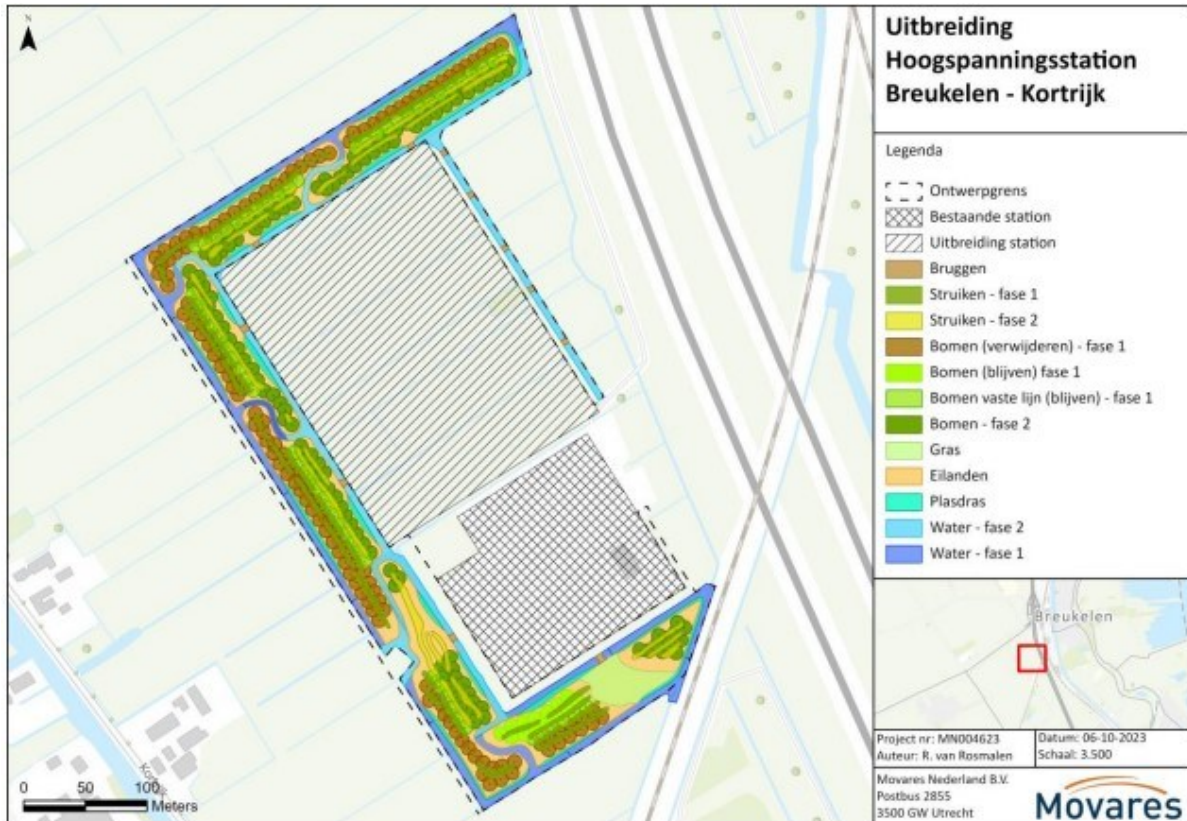 N
Uitbreiding
Hoogspanningsstation
Breukelen - Kortrijk
Legenda
Ontwerpgrens
Bestaande station
Uitbreiding station
Bruggen
Struiken - fase 1
Struiken - fase 2
Bomen (verwijderen) - fase 1
Bomen (blijven) fase 1
Bomen vaste lijn (blijven) - fase 1
Bomen - fase 2
Gras
Eilanden
Plasdras
Water - fase 2
Water - fase 1
Breukelen
0 50 100
Meters
Project nr: MN004623
Auteur: R. van Rosmalen
Datum: 06-10-2023
Schaal: 3.500
Movares Nederland B.V.
Postbus 2855
3500 GW Utrecht
Movares